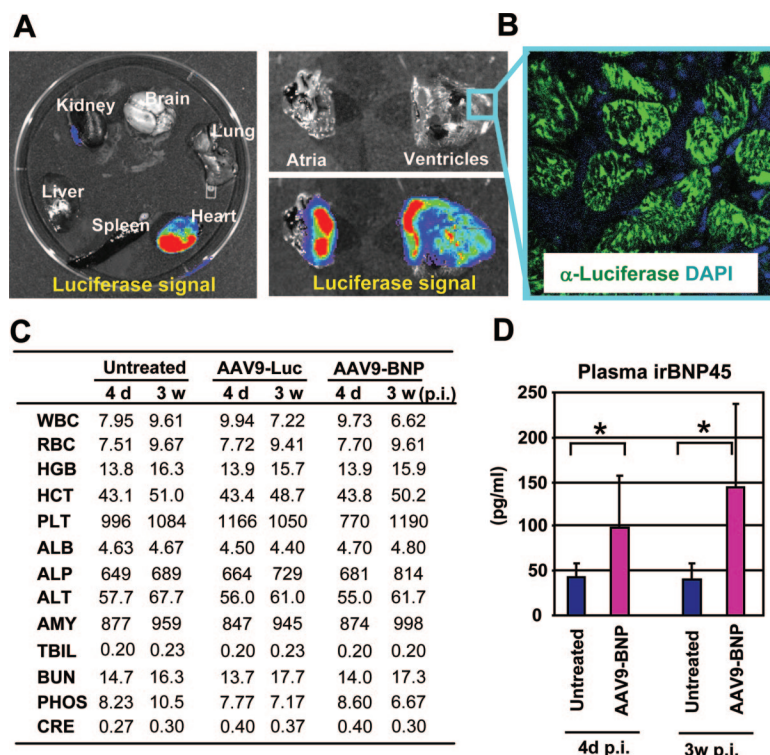 A
Kidney
Brain
Lung
Liver
Spleen
Heart
Luciferase signal
Atria
Ventricles
Luciferase signal
B
α-Luciferase DAPI
C
Untreated AAV9-Luc AAV9-BNP
4 d 3 w 4 d 3 w 4 d 3 w (p.i.)
WBC 7.95 9.61 9.94 7.22 9.73 6.62
RBC 7.51 9.67 7.72 9.41 7.70 9.61
HGB 13.8 16.3 13.9 15.7 13.9 15.9
HCT 43.1 51.0 43.4 48.7 43.8 50.2
PLT 996 1084 1166 1050 770 1190
ALB 4.63 4.67 4.50 4.40 4.70 4.80
ALP 649 689 664 729 681 814
ALT 57.7 67.7 56.0 61.0 55.0 61.7
AMY 877 959 847 945 874 998
TBIL 0.20 0.23 0.20 0.23 0.20 0.20
BUN 14.7 16.3 13.7 17.7 14.0 17.3
PHOS 8.23 10.5 7.77 7.17 8.60 6.67
CRE 0.27 0.30 0.40 0.37 0.40 0.30
D
Plasma irBNP45
(pg/ml)
250
200
150
100
50
0
* *
Untreated
AAV9-BNP
Untreated
AAV9-BNP
4d p.i. 3w p.i.